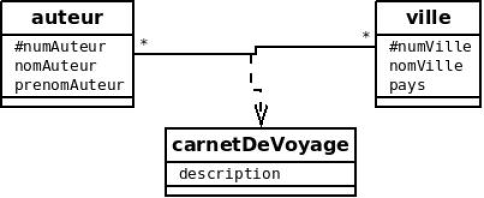 auteur
#numAuteur
nomAuteur
prenomAuteur
*
*
ville
#numVille
nomVille
pays
carnetDeVoyage
description